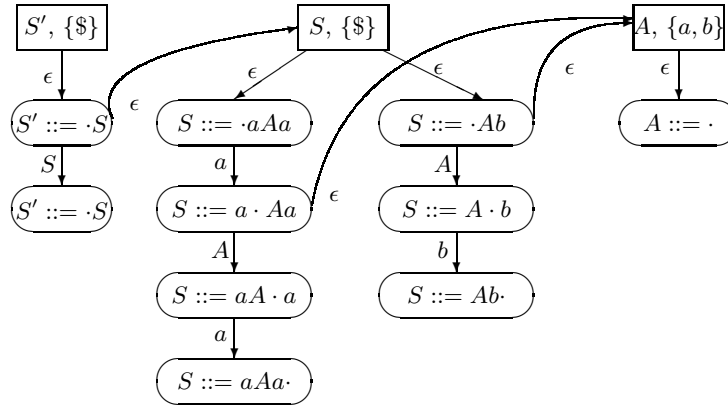 S′, {$} S, {$} A, {a, b}
ϵ ϵ ϵ ϵ ϵ
ϵ
S′ ::= ·S S ::= ·aAa S ::= ·Ab A ::= ·
S a A
S′ ::= ·S S ::= a · Aa ϵ S ::= A · b
A b
S ::= aA · a S ::= Ab·
a
S ::= aAa·